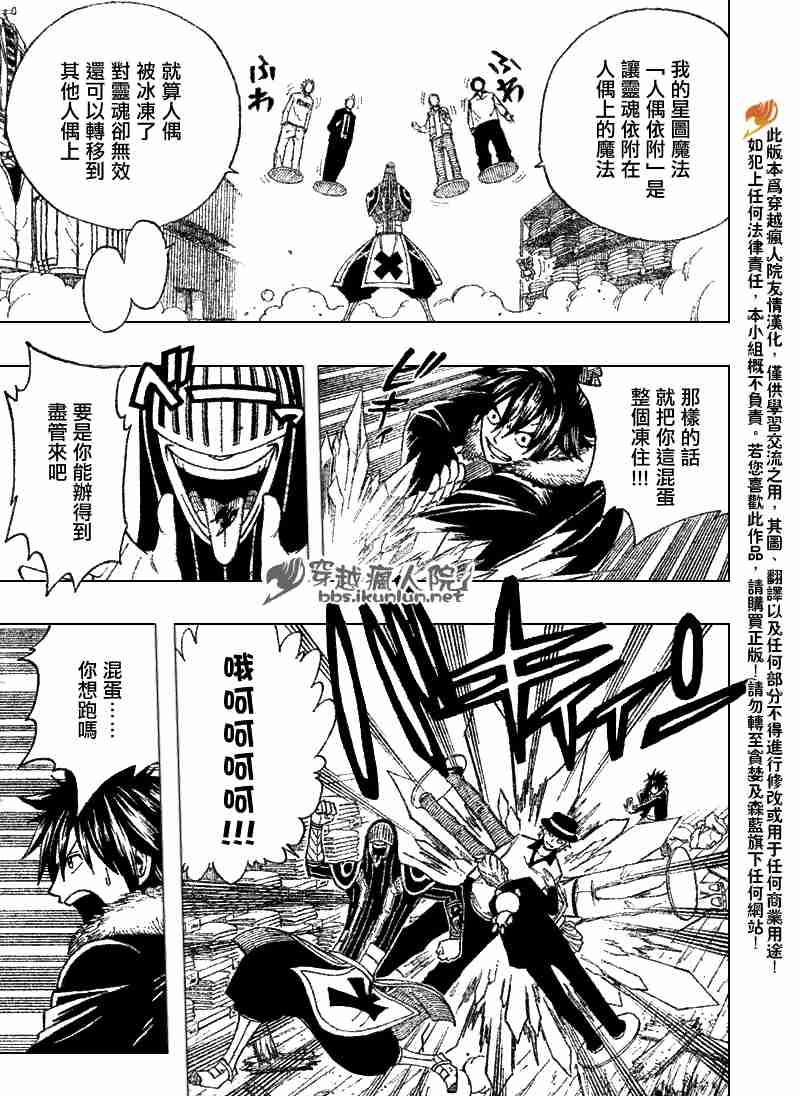 我的星圖魔法
「人偶依附」是
讓靈魂依附在
人偶上的魔法
ふわ
ふわ
就算人偶
被冰凍了
對靈魂卻無效
還可以轉移到
其他人偶上
那樣的話
就把你這混蛋
整個凍住!!!
ベー
要是你能辦得到
盡管來吧
穿越瘋人院
bbs.ikunlun.net
キィン
哦呵呵呵呵!!!
混蛋……
你想跑嗎
此版本爲穿越瘋人院友情漢化，僅供學習交流之用，其圖、翻譯以及任何部分不得進行修改或用于任何商業用途！
如犯上任何法律責任，本小組概不負責。若您喜歡此作品，請購買正版！請勿轉至貪婪及森藍旗下任何網站！